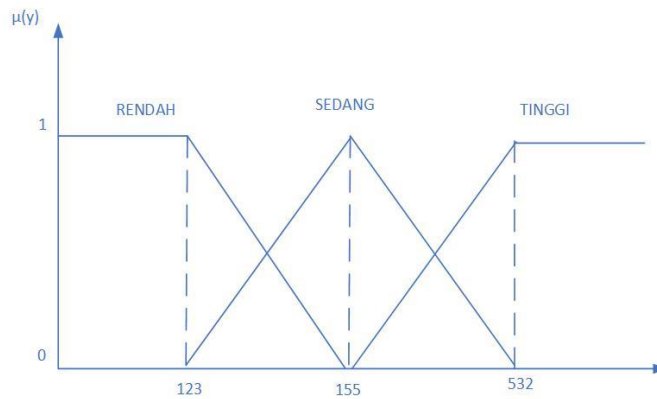 μ(y)
RENDAH
SEDANG
TINGGI
1
0
123
155
532